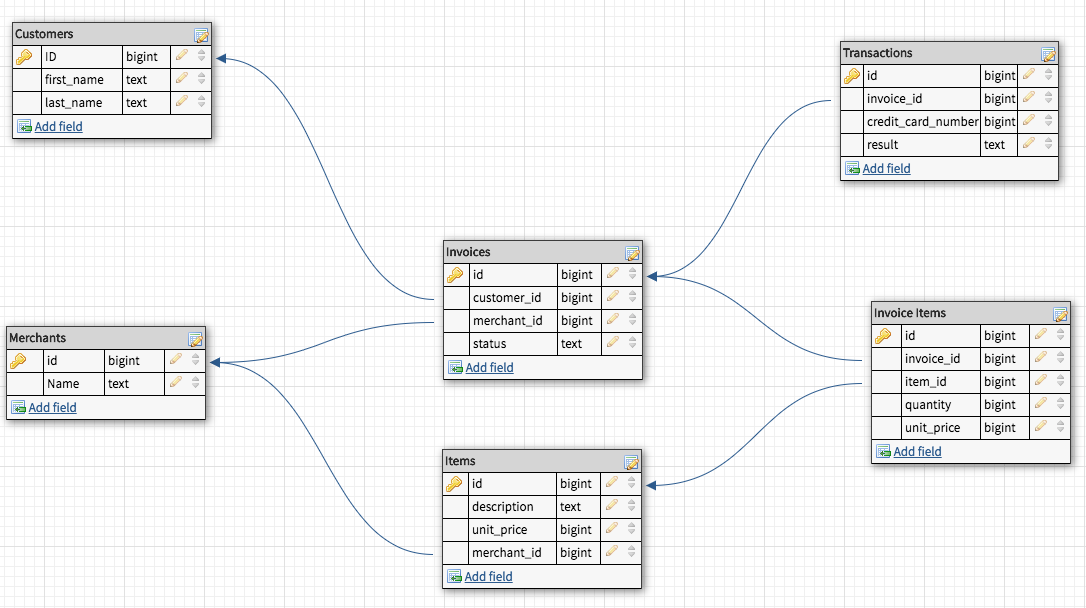 Customers
ID bigint
first_name text
last_name text
Add field
Transactions
id bigint
invoice_id bigint
credit_card_number bigint
result text
Add field
Invoices
id bigint
customer_id bigint
merchant_id bigint
status text
Add field
Merchants
id bigint
Name text
Add field
Invoice Items
id bigint
invoice_id bigint
item_id bigint
quantity bigint
unit_price bigint
Add field
Items
id bigint
description text
unit_price bigint
merchant_id bigint
Add field